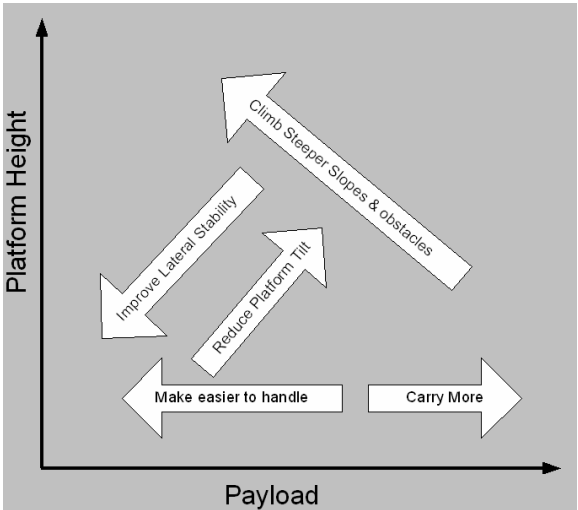 Platform Height
Climb Steeper Slopes & obstacles
Improve Lateral Stability
Reduce Platform Tilt
Make easier to handle
Carry More
Payload